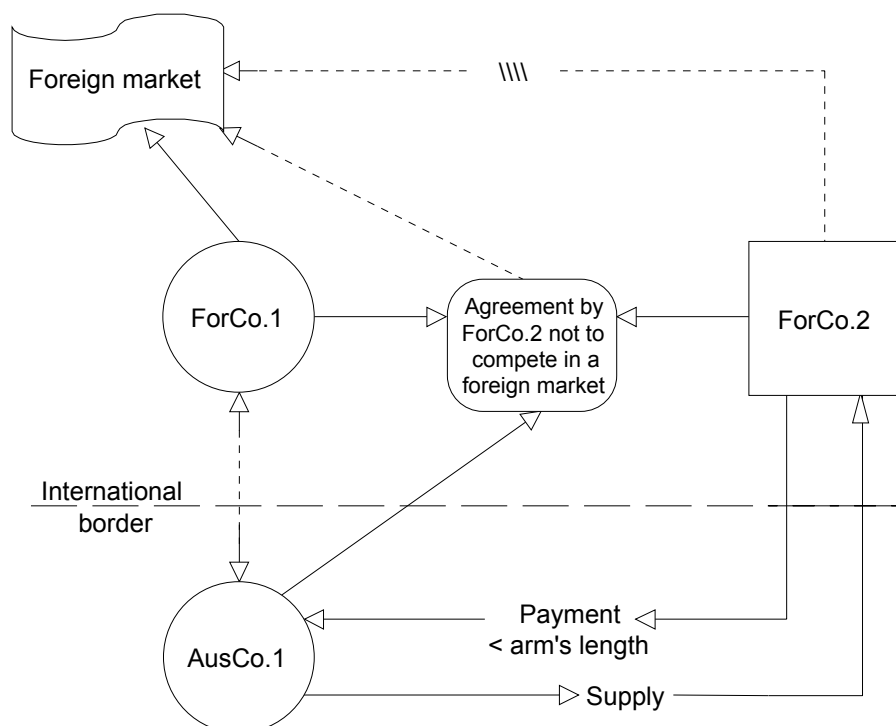 Foreign market
\\\\
ForCo.1
Agreement by
ForCo.2 not to
compete in a
foreign market
ForCo.2
International
border
Payment
< arm's length
AusCo.1
Supply